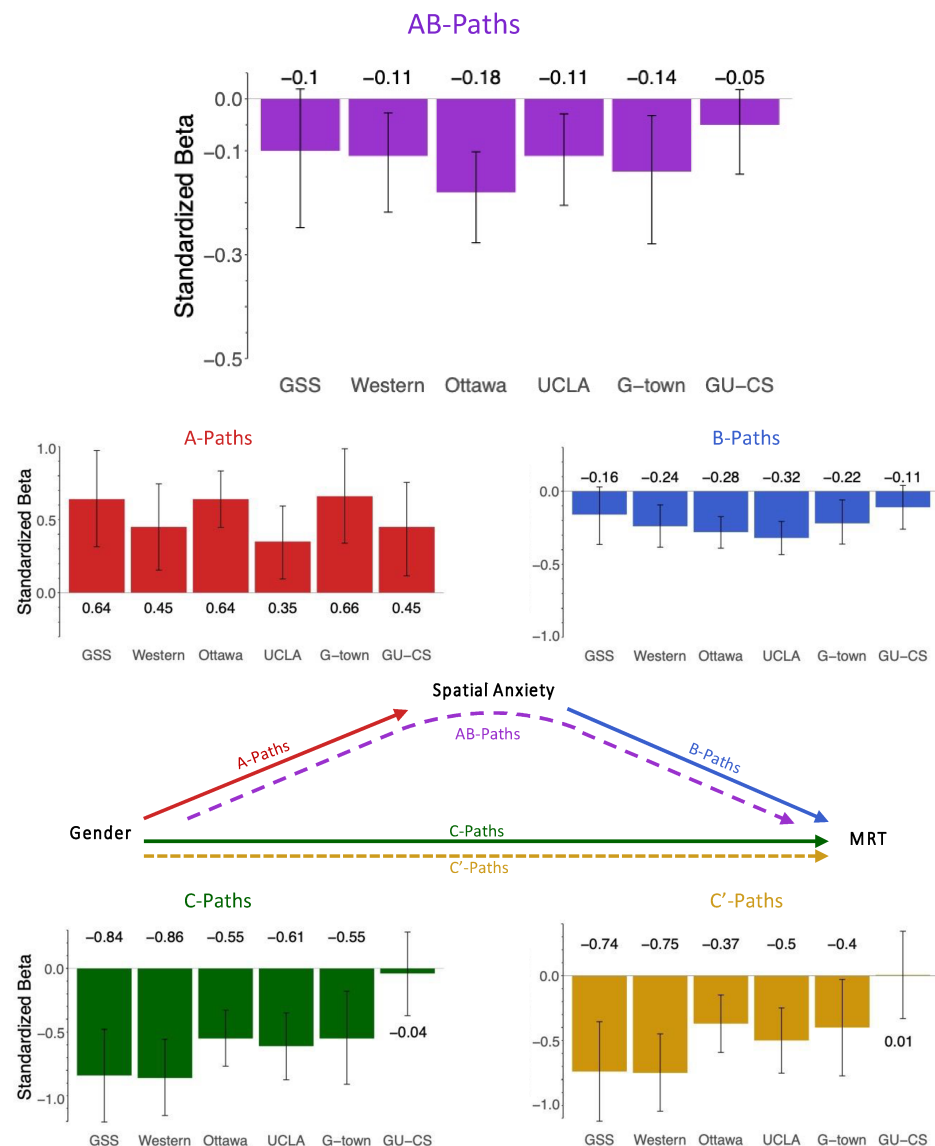 AB-Paths
−0.1 −0.11 −0.18 −0.11 −0.14 −0.05
0.0
−0.1
−0.3
−0.5
Standardized Beta
GSS Western Ottawa UCLA G−town GU−CS
A-Paths
1.0
0.5
0.0
Standardized Beta
0.64 0.45 0.64 0.35 0.66 0.45
GSS Western Ottawa UCLA G−town GU−CS
B-Paths
−0.16 −0.24 −0.28 −0.32 −0.22 −0.11
0.0
−0.5
−1.0
GSS Western Ottawa UCLA G−town GU−CS
Spatial Anxiety
A-Paths
AB-Paths
B-Paths
Gender
C-Paths
MRT
C’-Paths
C-Paths
−0.84 −0.86 −0.55 −0.61 −0.55
0.0
−0.5
−1.0
Standardized Beta
−0.04
GSS Western Ottawa UCLA G−town GU−CS
C’-Paths
−0.74 −0.75 −0.37 −0.5 −0.4
0.0
−0.5
−1.0
0.01
GSS Western Ottawa UCLA G−town GU−CS